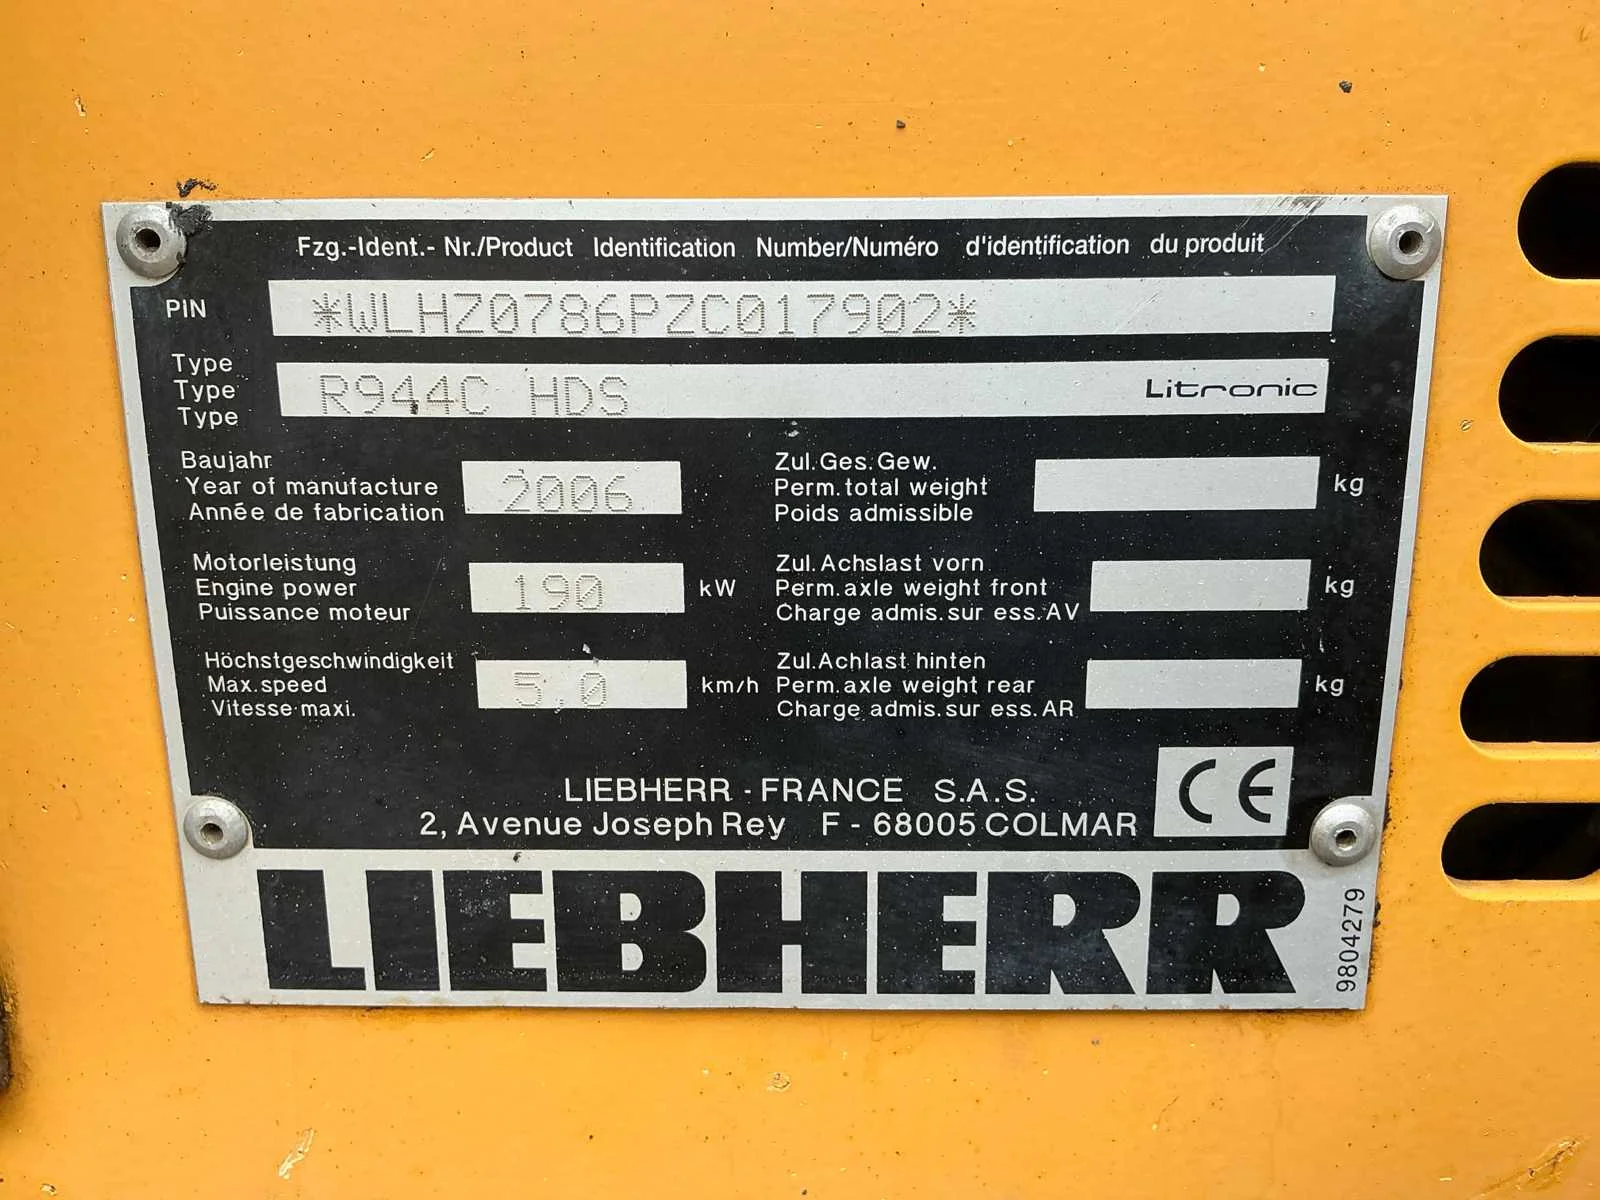 Fzg.-Ident.- Nr./Product Identification Number/Numéro d'identification du produit
PIN *WLHZ0786PZC017902*
Type
Type R944C HDS Litronic
Type
Baujahr
Year of manufacture 2006
Année de fabrication
Zul.Ges.Gew.
Perm.total weight kg
Poids admissible
Motorleistung
Engine power 190 kW
Puissance moteur
Zul.Achslast vorn
Perm.axle weight front kg
Charge admis.sur ess.AV
Höchstgeschwindigkeit
Max.speed 5,0 km/h
Vitesse maxi.
Zul.Achlast hinten
Perm.axle weight rear kg
Charge admis.sur ess.AR
LIEBHERR - FRANCE S.A.S.
2, Avenue Joseph Rey F - 68005 COLMAR
CE
LIEBHERR
9804279